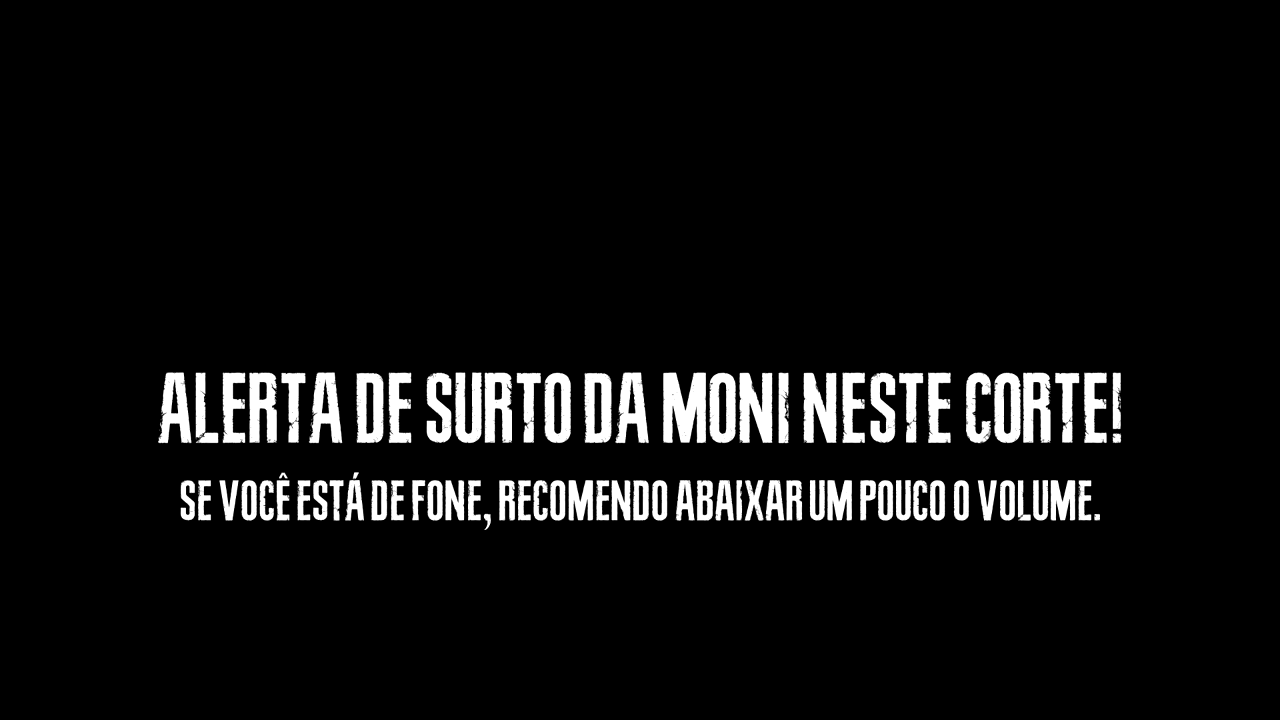 ALERTA DE SURTO DA MONI NESTE CORTE!
SE VOCÊ ESTÁ DE FONE, RECOMENDO ABAIXAR UM POUCO O VOLUME.